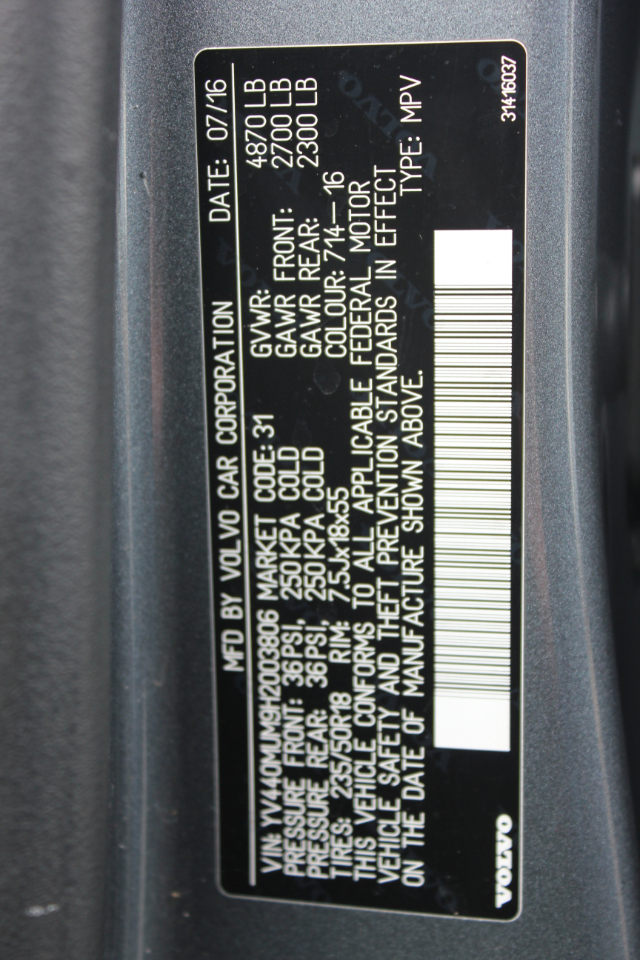 MFD BY VOLVO CAR CORPORATION DATE: 07/16
VIN: YV440MUM9H2003806 MARKET CODE: 31 GVWR: 4870 LB
PRESSURE FRONT: 36PSI, 250KPA COLD GAWR FRONT: 2700 LB
PRESSURE REAR: 36PSI, 250KPA COLD GAWR REAR: 2300 LB
TIRES: 235/50R18 RIM: 7.5Jx18x55 COLOUR: 714—16
THIS VEHICLE CONFORMS TO ALL APPLICABLE FEDERAL MOTOR
VEHICLE SAFETY AND THEFT PREVENTION STANDARDS IN EFFECT
ON THE DATE OF MANUFACTURE SHOWN ABOVE. TYPE: MPV
VOLVO 31416037